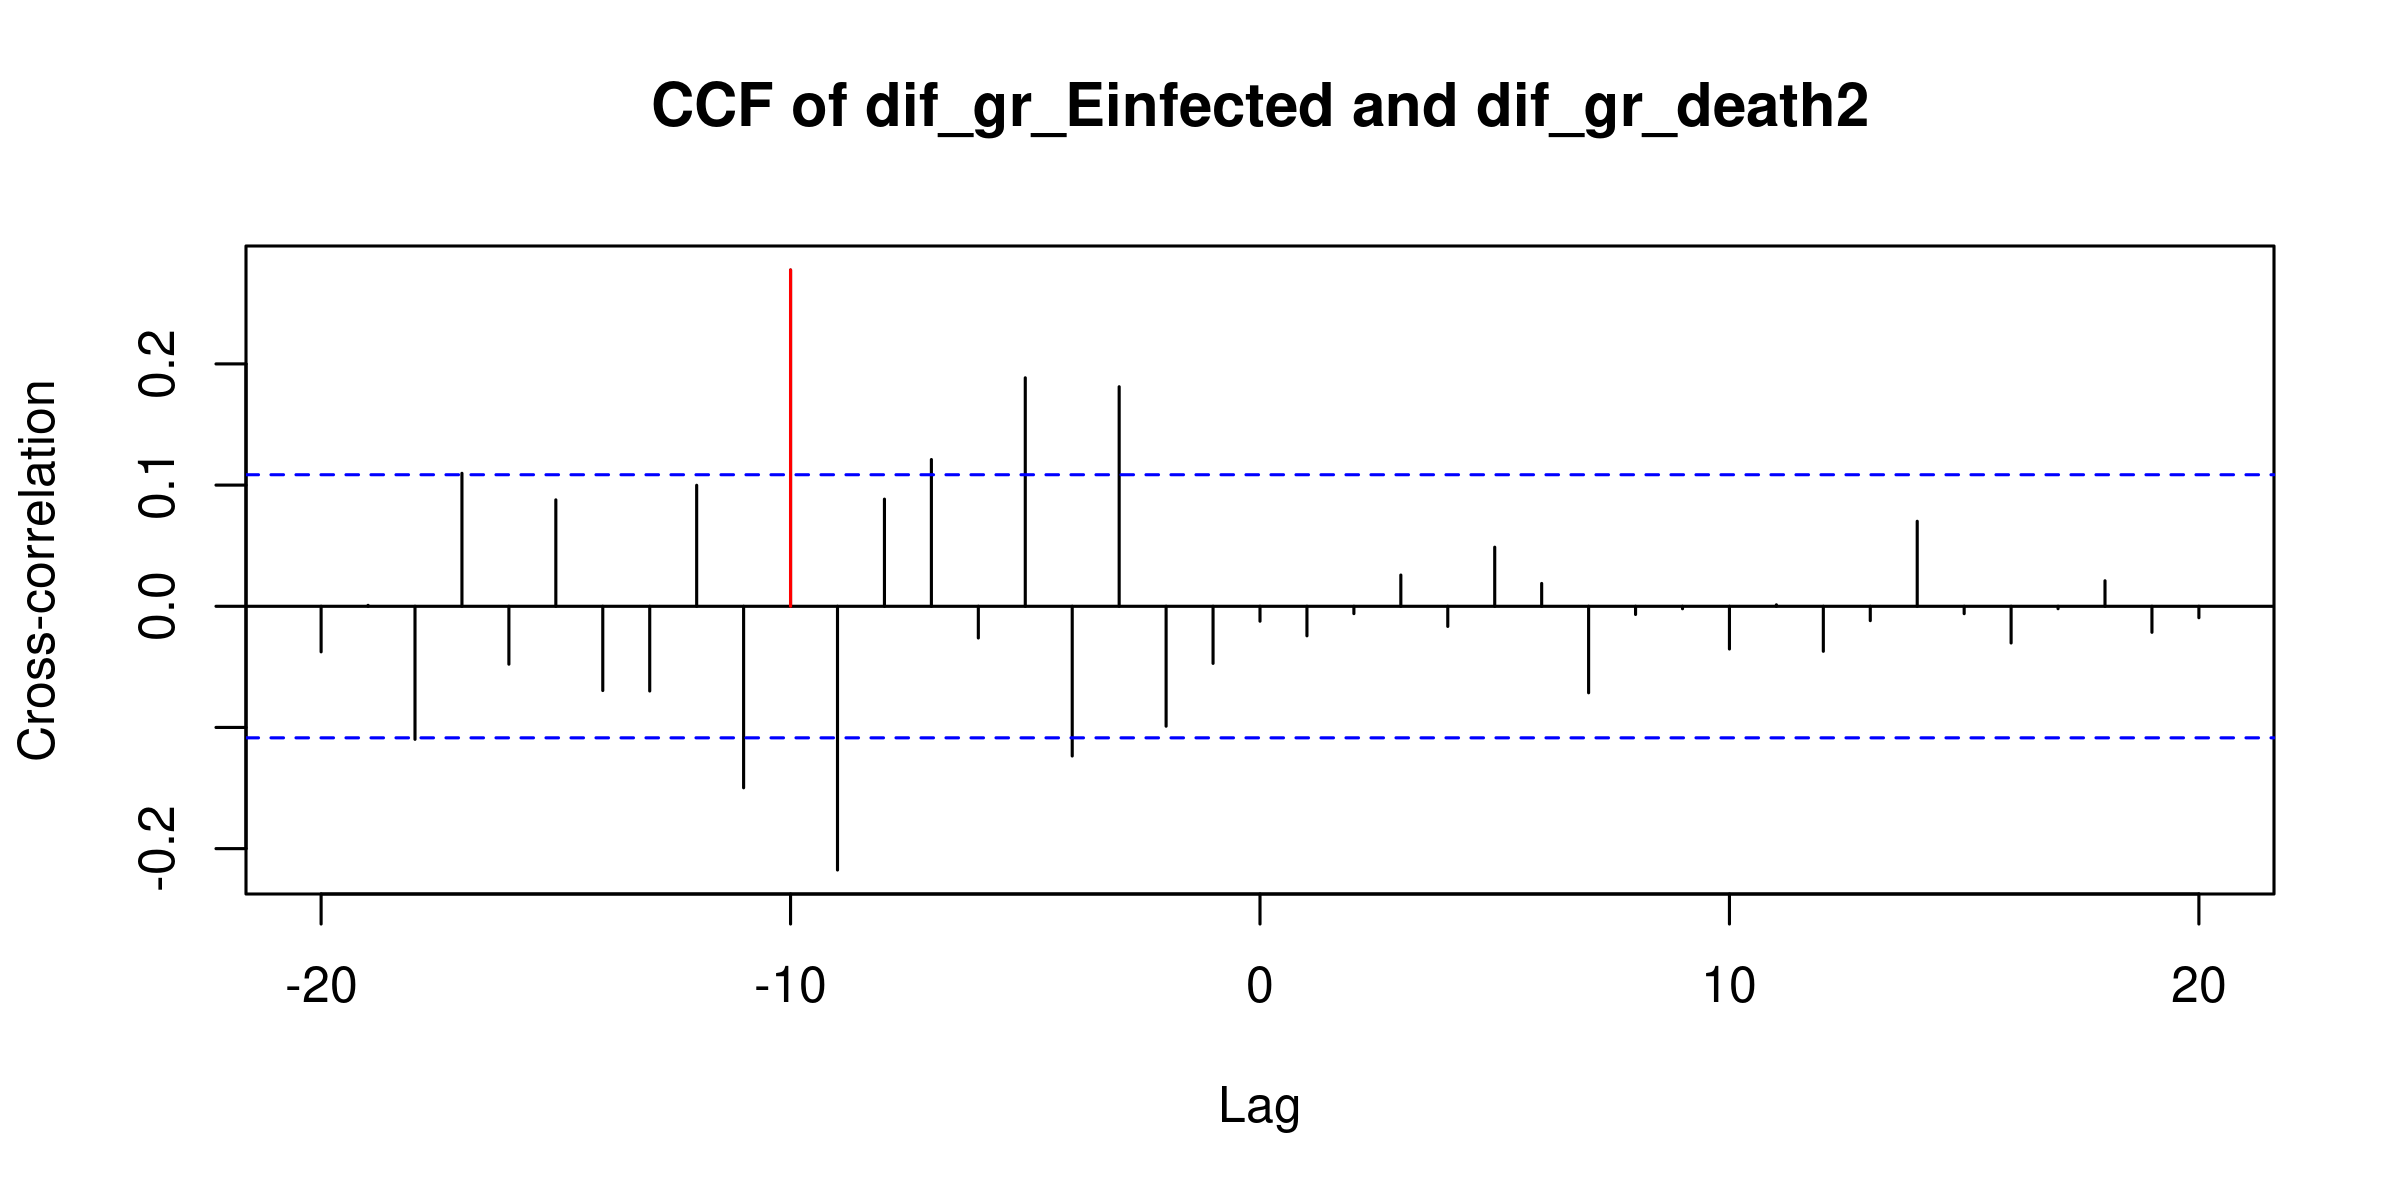 CCF of dif_gr_Einfected and dif_gr_death2
Cross-correlation
0.2
0.1
0.0
-0.2
-20 -10 0 10 20
Lag